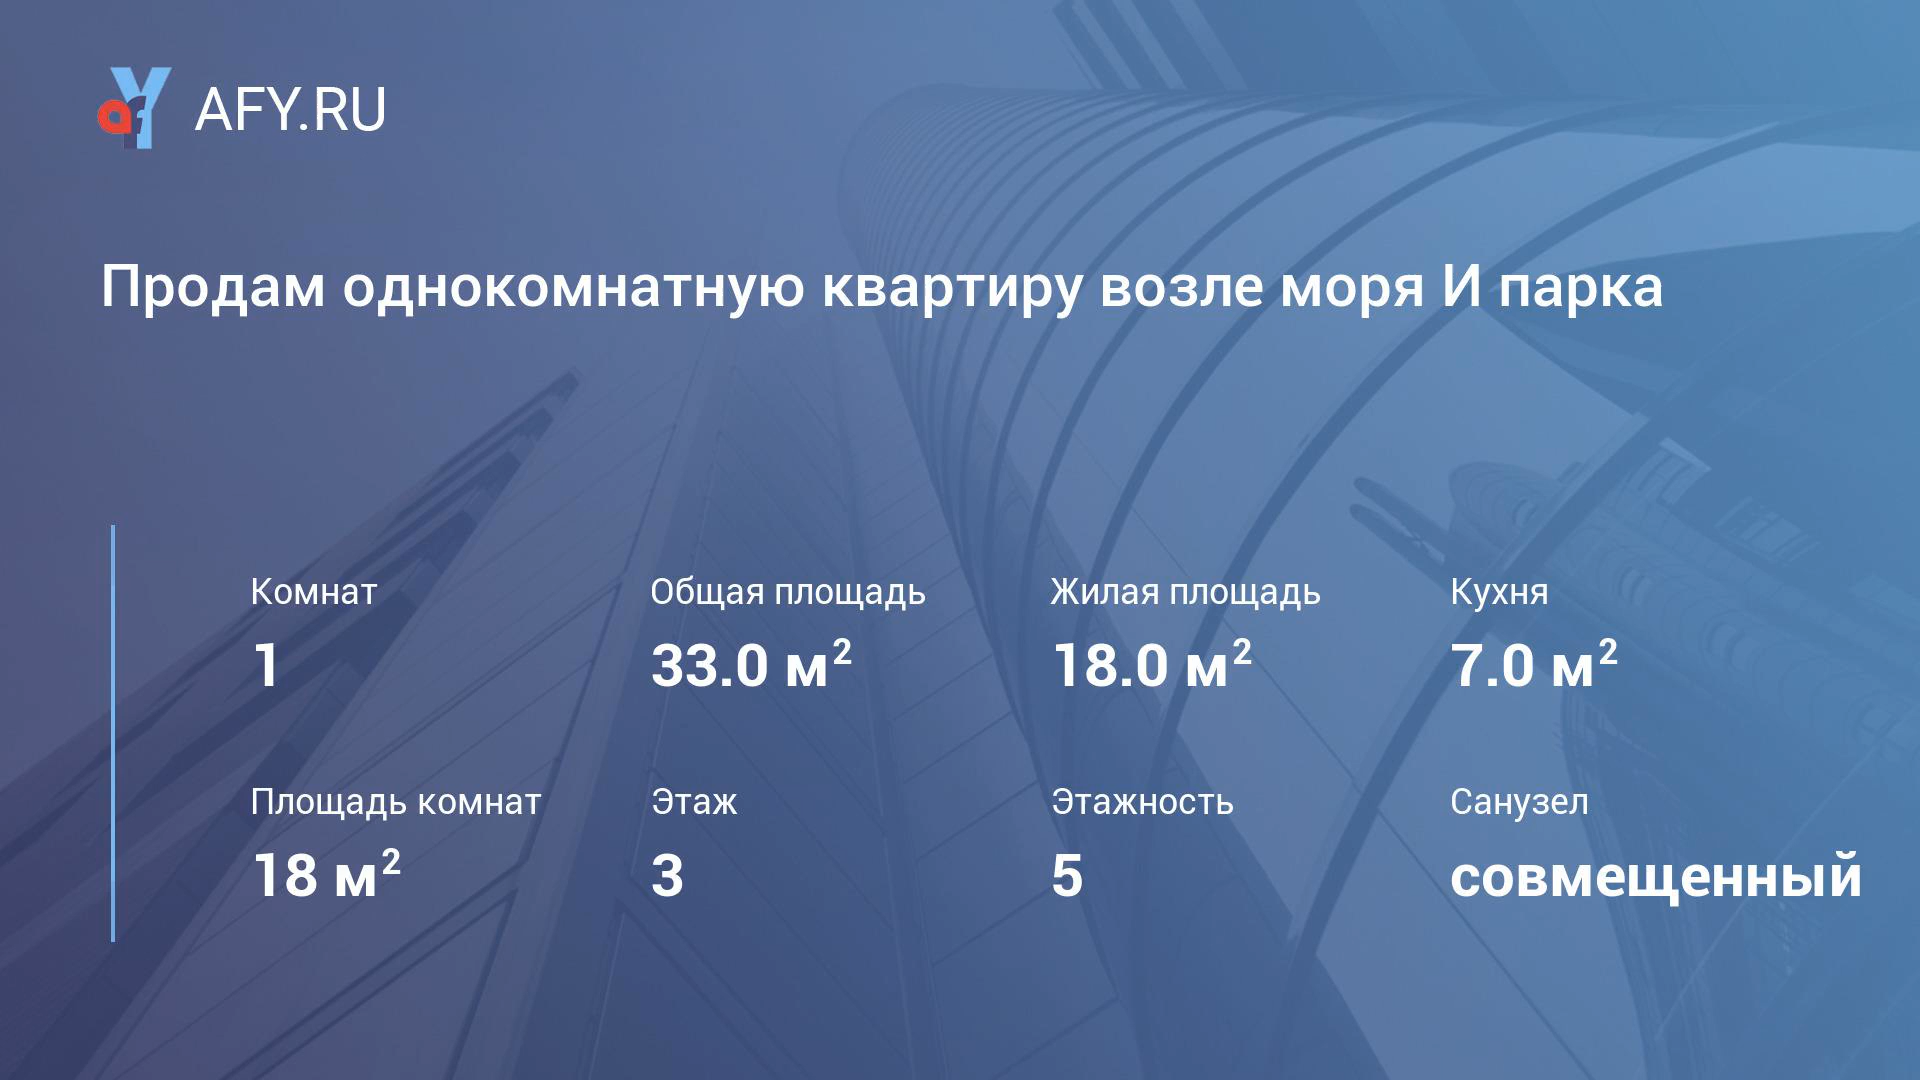 aYf AFY.RU
Продам однокомнатную квартиру возле моря И парка
Комнат
Общая площадь
Жилая площадь
Кухня
1
33.0 м²
18.0 м²
7.0 м²
Площадь комнат
Этаж
Этажность
Санузел
18 м²
3
5
совмещенный